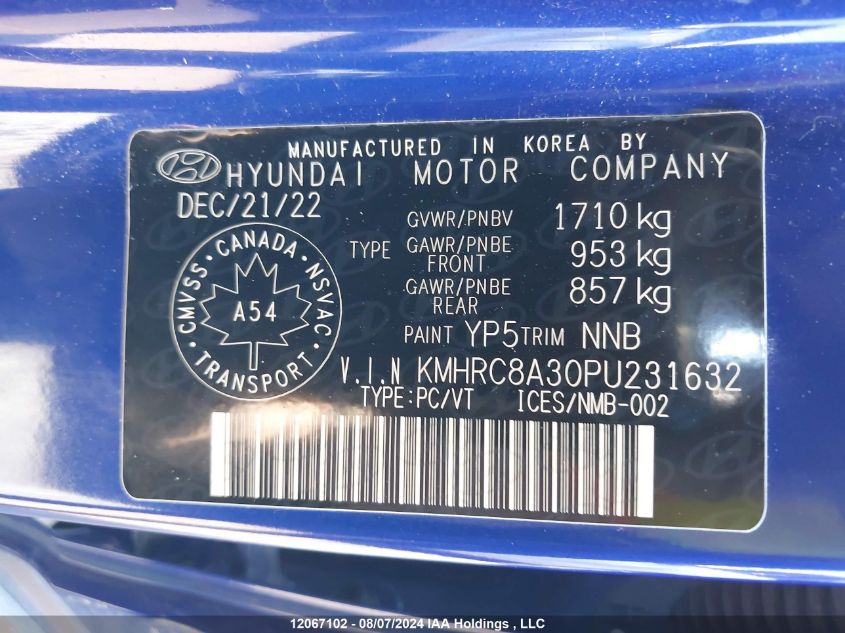 MANUFACTURED IN KOREA BY
HYUNDAI MOTOR COMPANY
DEC/21/22
GVWR/PNBV 1710 kg
TYPE GAWR/PNBE FRONT 953 kg
GAWR/PNBE REAR 857 kg
PAINT YP5 TRIM NNB
CMVSS · CANADA · NSVAC
A54
TRANSPORT
V.I.N KMHRC8A30PU231632
TYPE:PC/VT ICES/NMB-002
12067102 - 08/07/2024 IAA Holdings , LLC